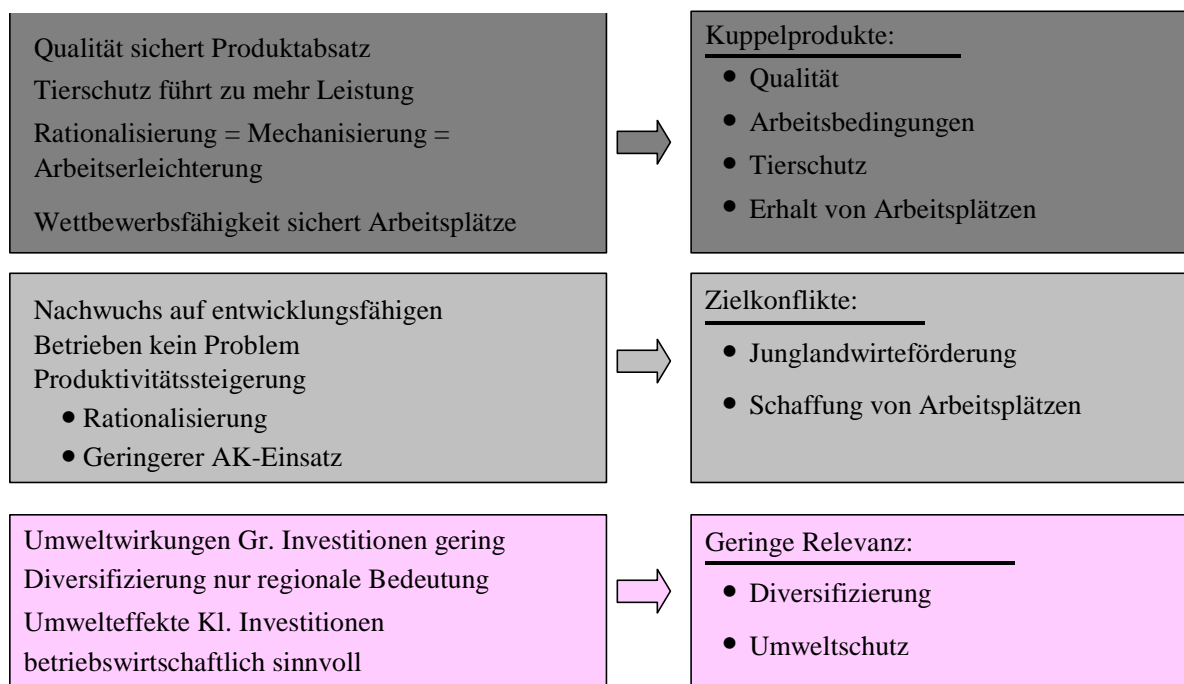 Qualität sichert Produktabsatz
Tierschutz führt zu mehr Leistung
Rationalisierung = Mechanisierung =
Arbeitserleichterung
Wettbewerbsfähigkeit sichert Arbeitsplätze
Kuppelprodukte:
• Qualität
• Arbeitsbedingungen
• Tierschutz
• Erhalt von Arbeitsplätzen
Nachwuchs auf entwicklungsfähigen
Betrieben kein Problem
Produktivitätssteigerung
• Rationalisierung
• Geringerer AK-Einsatz
Zielkonflikte:
• Junglandwirteförderung
• Schaffung von Arbeitsplätzen
Umweltwirkungen Gr. Investitionen gering
Diversifizierung nur regionale Bedeutung
Umwelteffekte Kl. Investitionen
betriebswirtschaftlich sinnvoll
Geringe Relevanz:
• Diversifizierung
• Umweltschutz